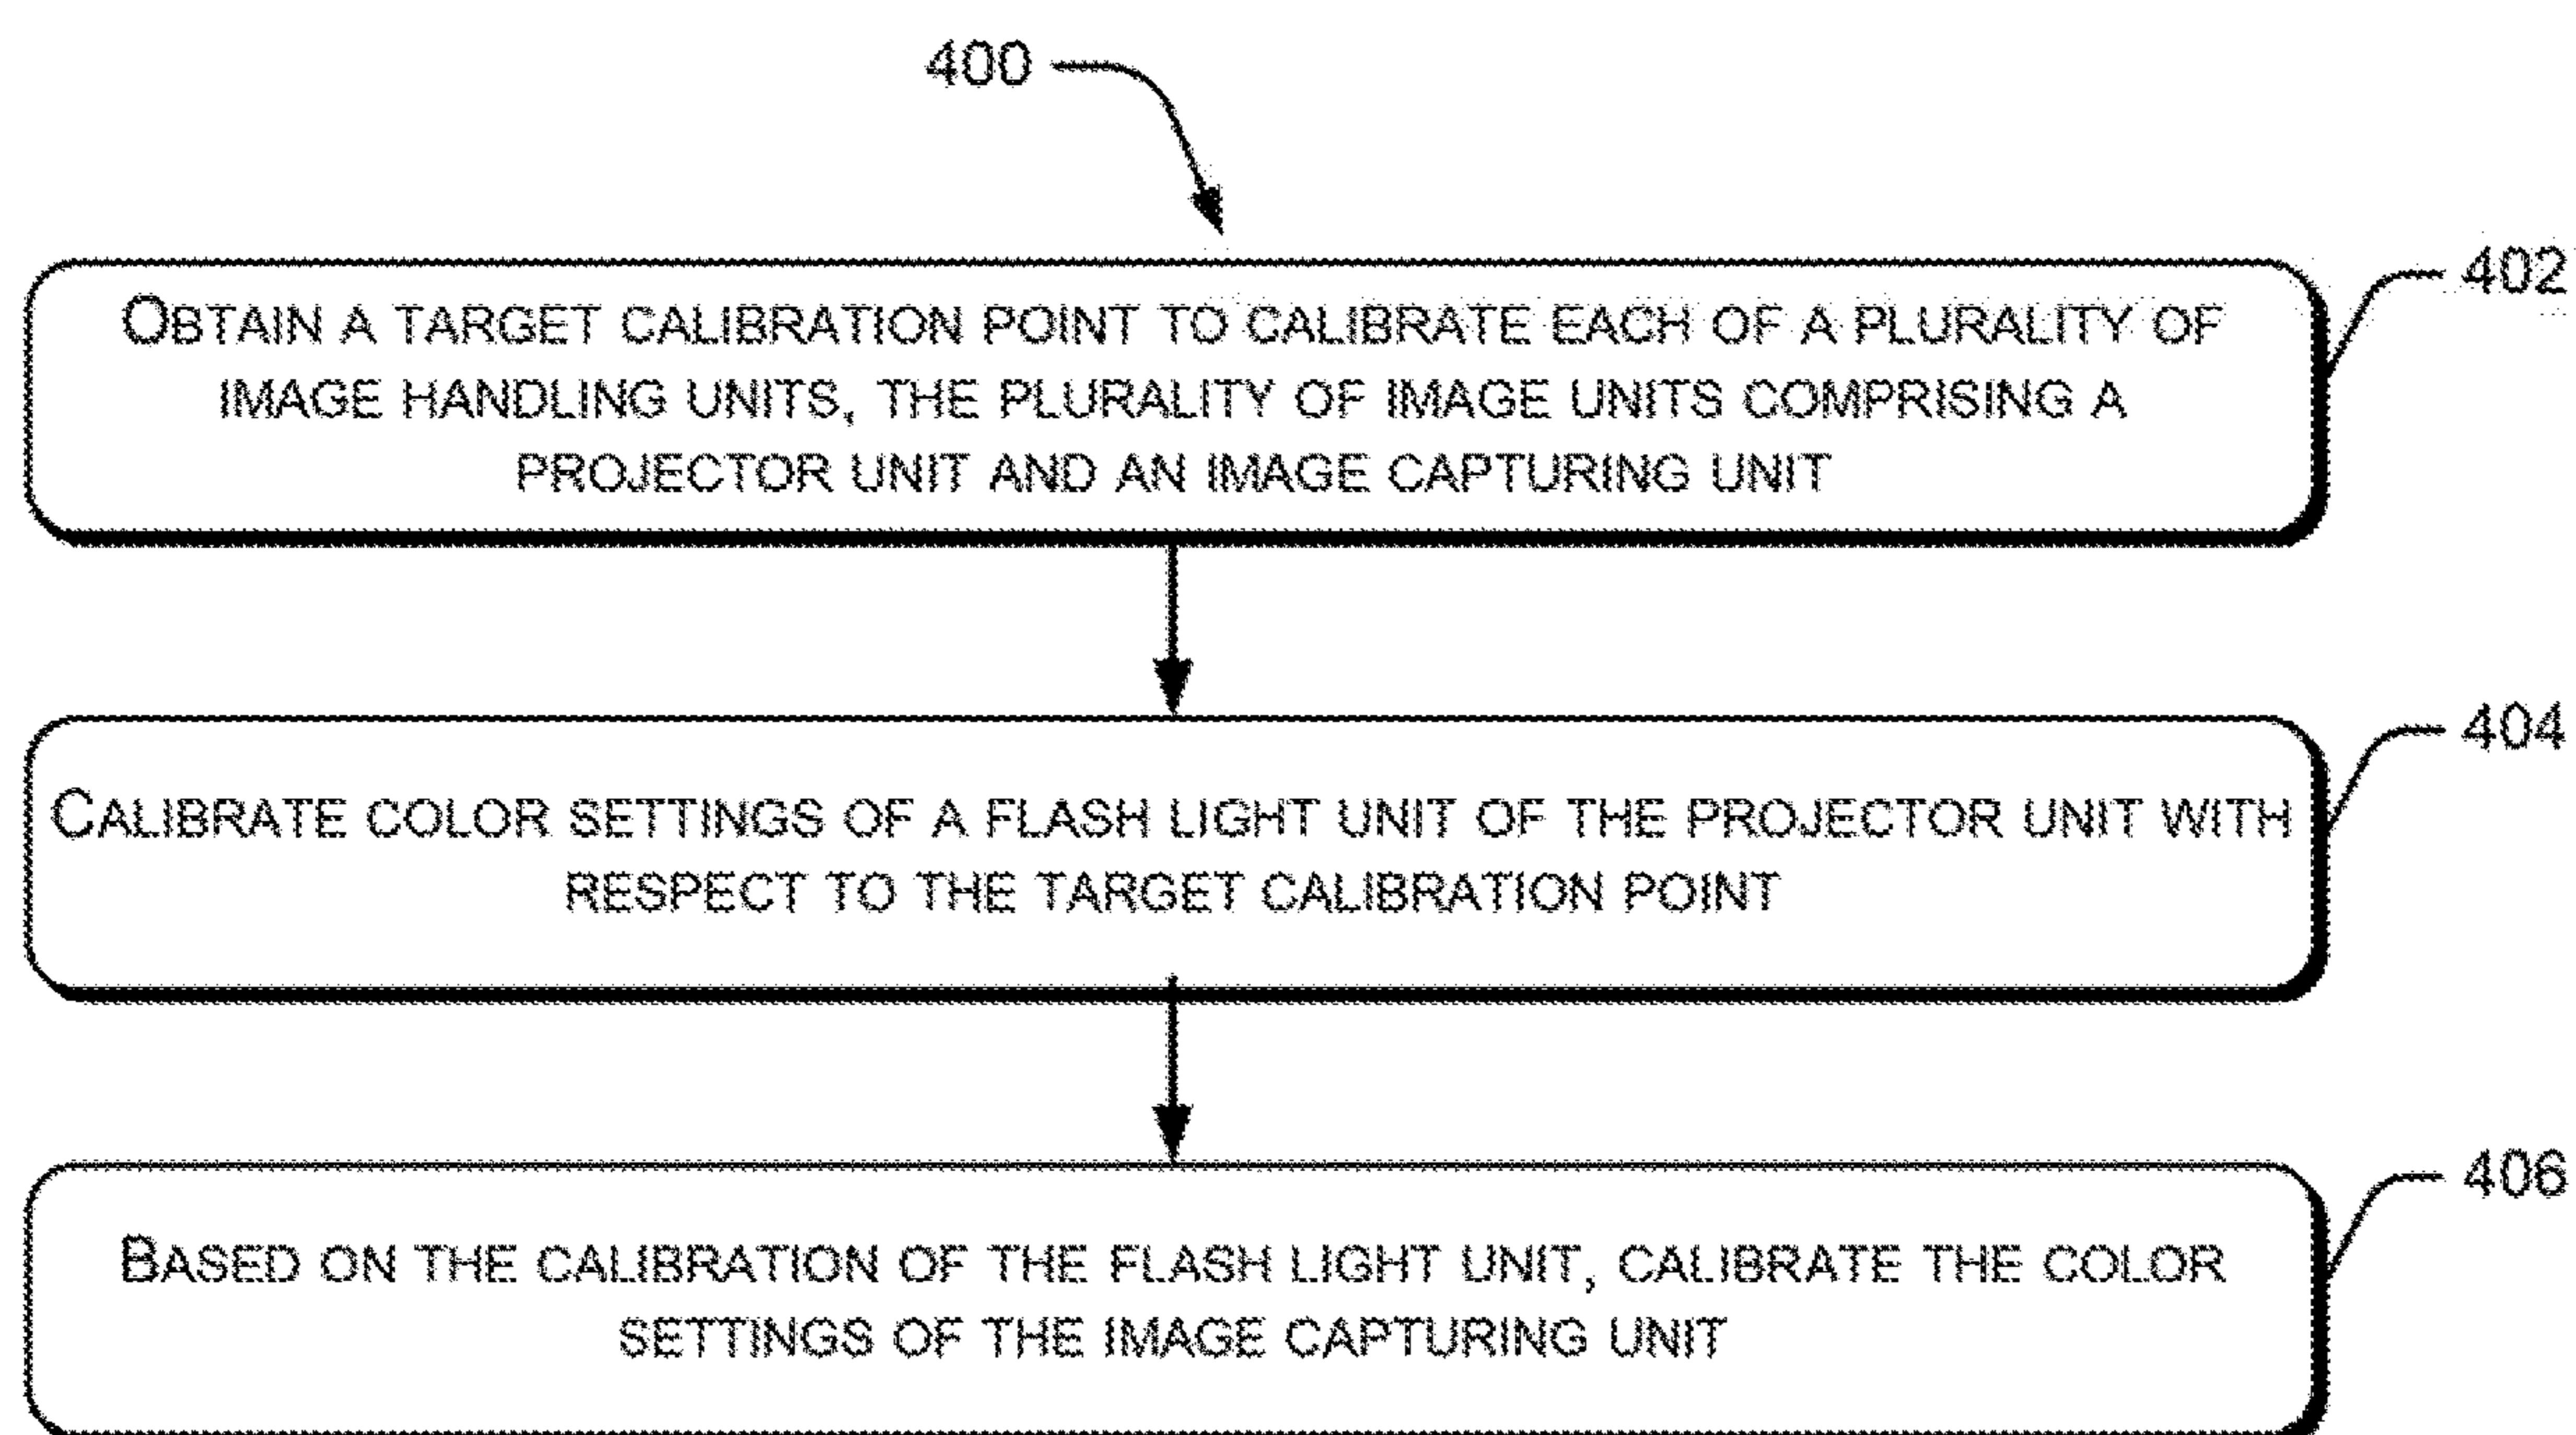 400
402
OBTAIN A TARGET CALIBRATION POINT TO CALIBRATE EACH OF A PLURALITY OF
IMAGE HANDLING UNITS, THE PLURALITY OF IMAGE UNITS COMPRISING A
PROJECTOR UNIT AND AN IMAGE CAPTURING UNIT
404
CALIBRATE COLOR SETTINGS OF A FLASH LIGHT UNIT OF THE PROJECTOR UNIT WITH
RESPECT TO THE TARGET CALIBRATION POINT
406
BASED ON THE CALIBRATION OF THE FLASH LIGHT UNIT, CALIBRATE THE COLOR
SETTINGS OF THE IMAGE CAPTURING UNIT